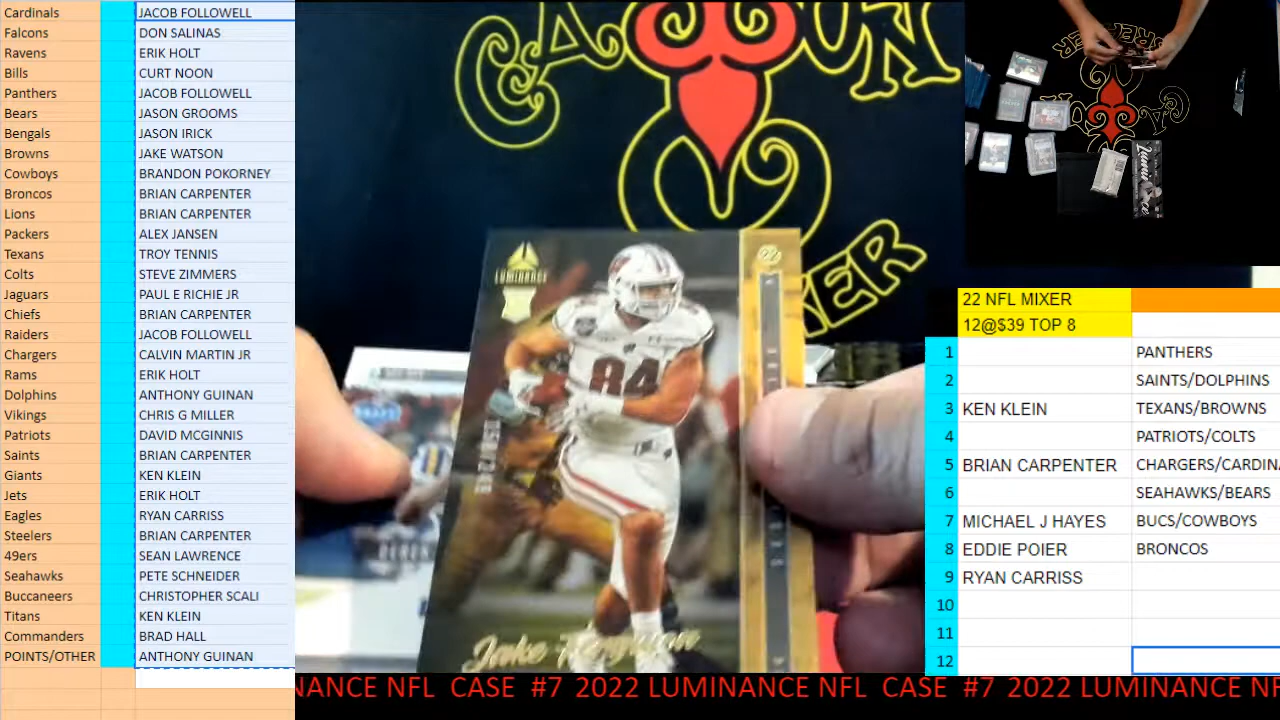 Cardinals JACOB FOLLOWELL
Falcons DON SALINAS
Ravens ERIK HOLT
Bills CURT NOON
Panthers JACOB FOLLOWELL
Bears JASON GROOMS
Bengals JASON IRICK
Browns JAKE WATSON
Cowboys BRANDON POKORNEY
Broncos BRIAN CARPENTER
Lions BRIAN CARPENTER
Packers ALEX JANSEN
Texans TROY TENNIS
Colts STEVE ZIMMERS
Jaguars PAUL E RICHIE JR
Chiefs BRIAN CARPENTER
Raiders JACOB FOLLOWELL
Chargers CALVIN MARTIN JR
Rams ERIK HOLT
Dolphins ANTHONY GUINAN
Vikings CHRIS G MILLER
Patriots DAVID MCGINNIS
Saints BRIAN CARPENTER
Giants KEN KLEIN
Jets ERIK HOLT
Eagles RYAN CARRISS
Steelers BRIAN CARPENTER
49ers SEAN LAWRENCE
Seahawks PETE SCHNEIDER
Buccaneers CHRISTOPHER SCALI
Titans KEN KLEIN
Commanders BRAD HALL
POINTS/OTHER ANTHONY GUINAN
LUMINANCE
84
Jake
22 NFL MIXER
12@$39 TOP 8
1 PANTHERS
2 SAINTS/DOLPHINS
3 KEN KLEIN TEXANS/BROWNS
4 PATRIOTS/COLTS
5 BRIAN CARPENTER CHARGERS/CARDINA
6 SEAHAWKS/BEARS
7 MICHAEL J HAYES BUCS/COWBOYS
8 EDDIE POIER BRONCOS
9 RYAN CARRISS
10
11
12
NANCE NFL CASE #7 2022 LUMINANCE NFL CASE #7 2022 LUMINANCE NF